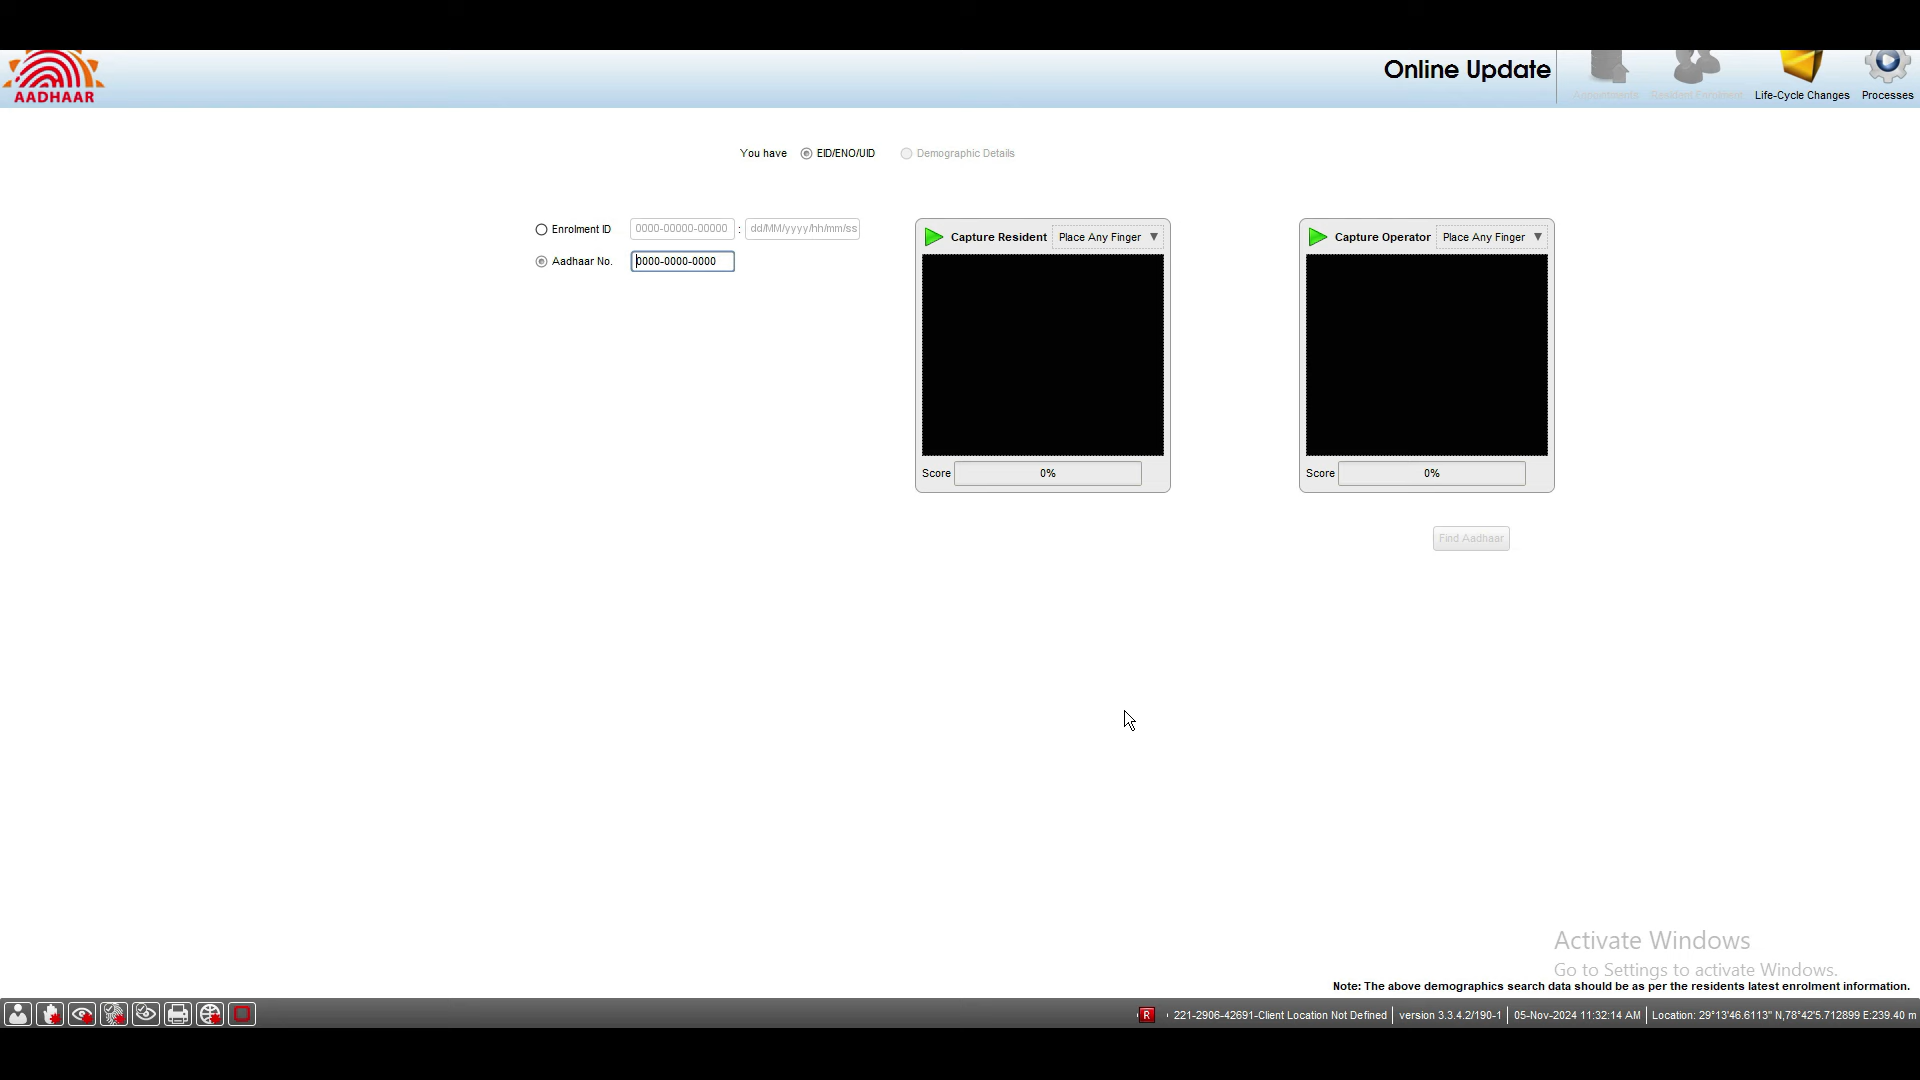 AADHAAR
Online Update
Appointments
Resident Enrolment
Life-Cycle Changes
Processes
You have EID/ENO/UID Demographic Details
Enrolment ID 0000-00000-00000 : dd/MM/yyyy/hh/mm/ss
Aadhaar No. 0000-0000-0000
Capture Resident Place Any Finger
Score 0%
Capture Operator Place Any Finger
Score 0%
Find Aadhaar
Activate Windows
Go to Settings to activate Windows.
Note: The above demographics search data should be as per the residents latest enrolment information.
R 221-2906-42691-Client Location Not Defined version 3.3.4.2/190-1 05-Nov-2024 11:32:14 AM Location: 29°13'46.6113" N,78°42'5.712899 E:239.40 m